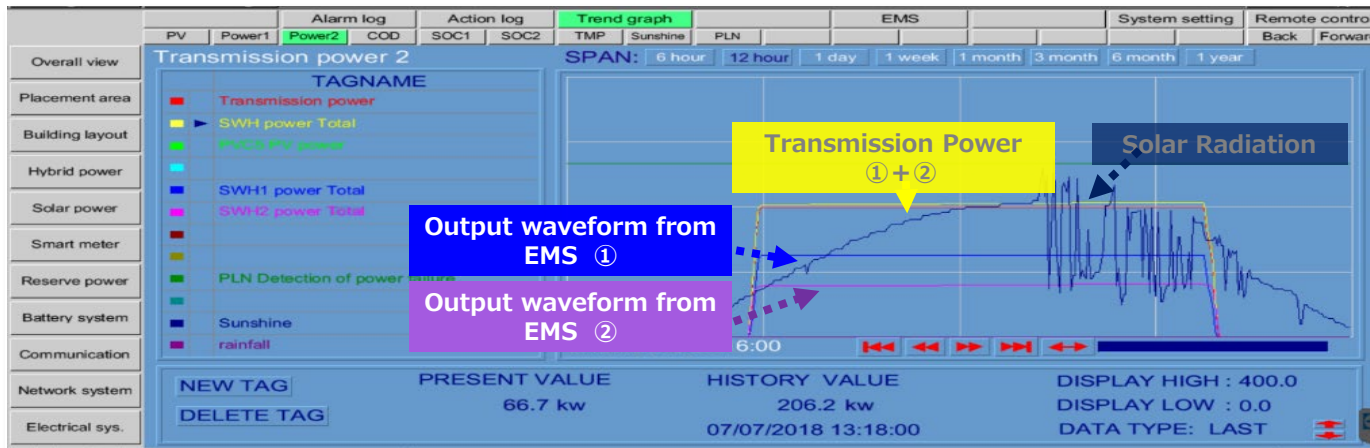 Alarm log Action log Trend graph EMS System setting Remote contro
PV Power1 Power2 COD SOC1 SOC2 TMP Sunshine PLN Back Forwar
Overall view
Placement area
Building layout
Hybrid power
Solar power
Smart meter
Reserve power
Battery system
Communication
Network system
Electrical sys.
Transmission power 2
SPAN: 6 hour 12 hour 1 day 1 week 1 month 3 month 6 month 1 year
TAGNAME
Transmission power
SWH power Total
SWH1 power Total
SWH2 power Total
PLN Detection of power failure
Sunshine
rainfall
Transmission Power
①+②
Solar Radiation
Output waveform from
EMS ①
Output waveform from
EMS ②
6:00
NEW TAG
DELETE TAG
PRESENT VALUE
66.7 kw
HISTORY VALUE
206.2 kw
07/07/2018 13:18:00
DISPLAY HIGH : 400.0
DISPLAY LOW : 0.0
DATA TYPE: LAST